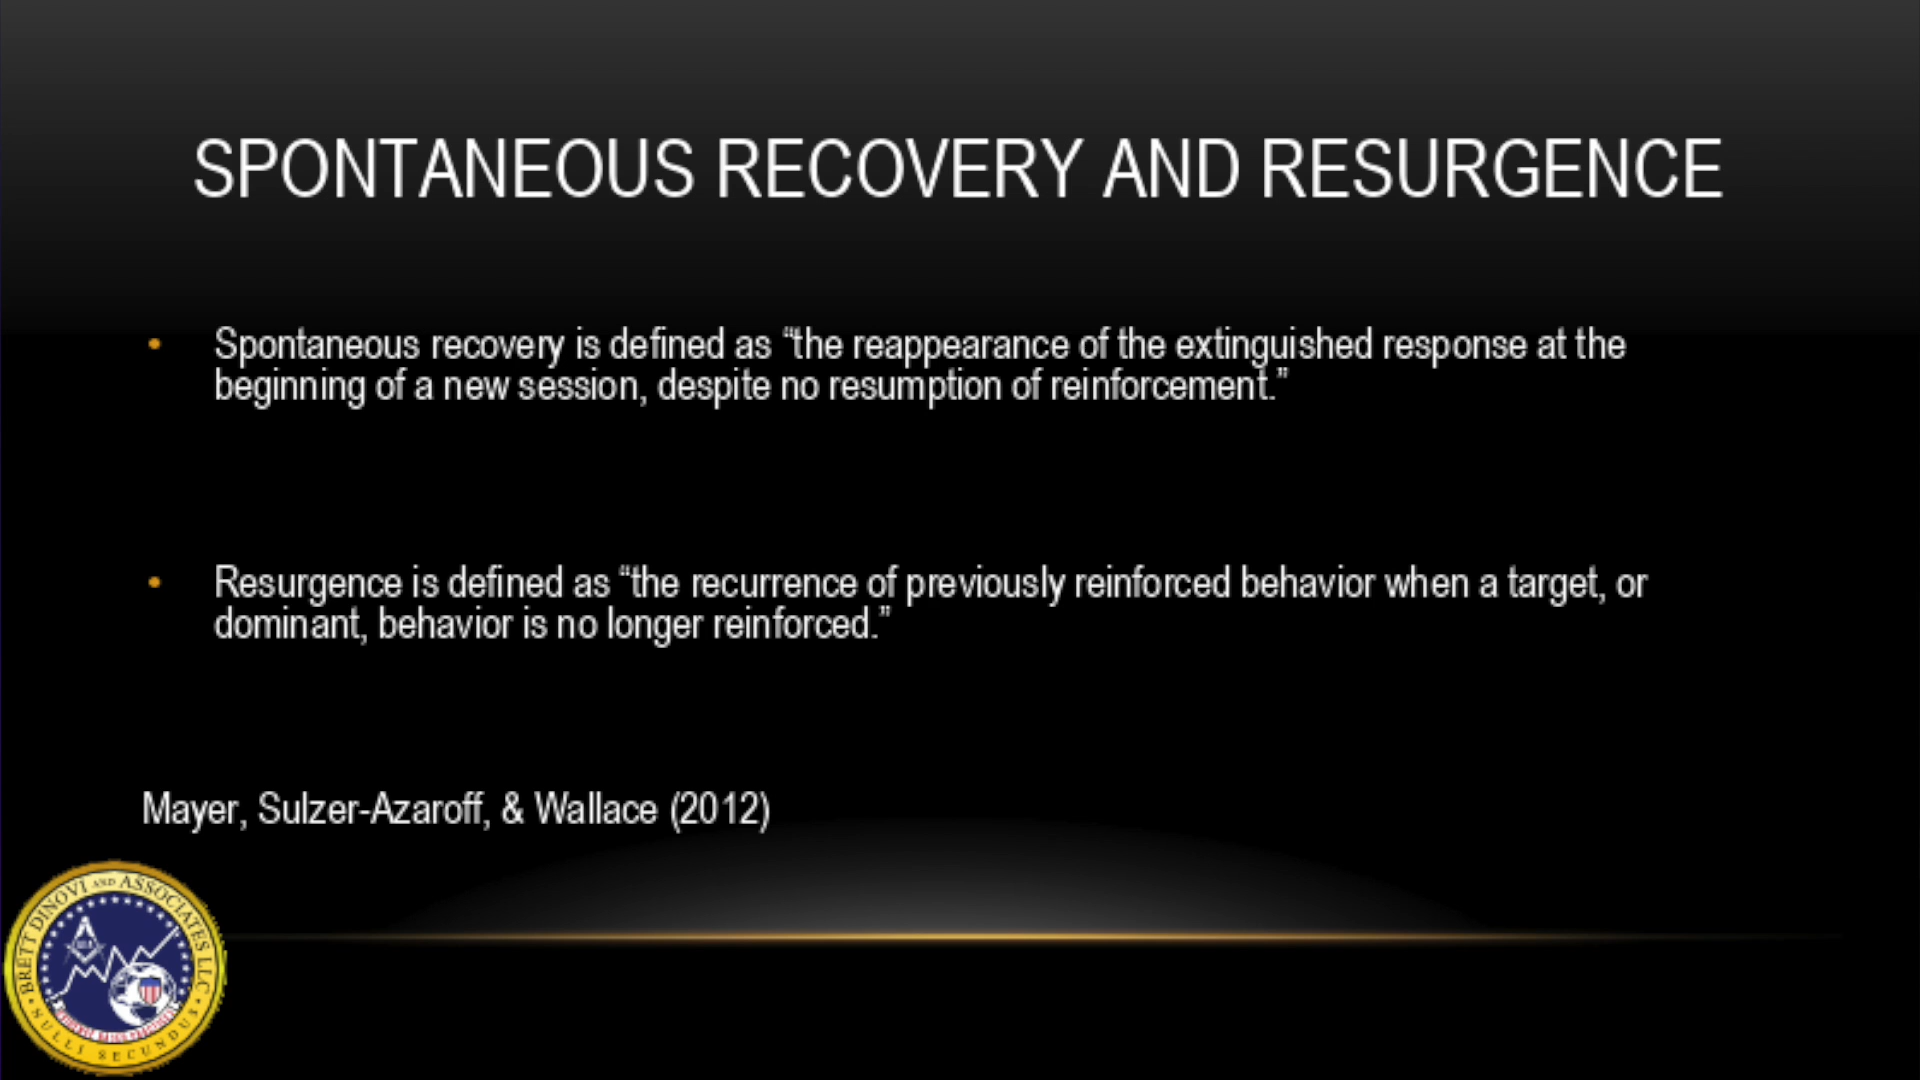 SPONTANEOUS RECOVERY AND RESURGENCE
• Spontaneous recovery is defined as “the reappearance of the extinguished response at the
beginning of a new session, despite no resumption of reinforcement.”
• Resurgence is defined as “the recurrence of previously reinforced behavior when a target, or
dominant, behavior is no longer reinforced.”
Mayer, Sulzer-Azaroff, & Wallace (2012)
BRETT DINOVI AND ASSOCIATES LLC
• NULLI SECUNDUS •